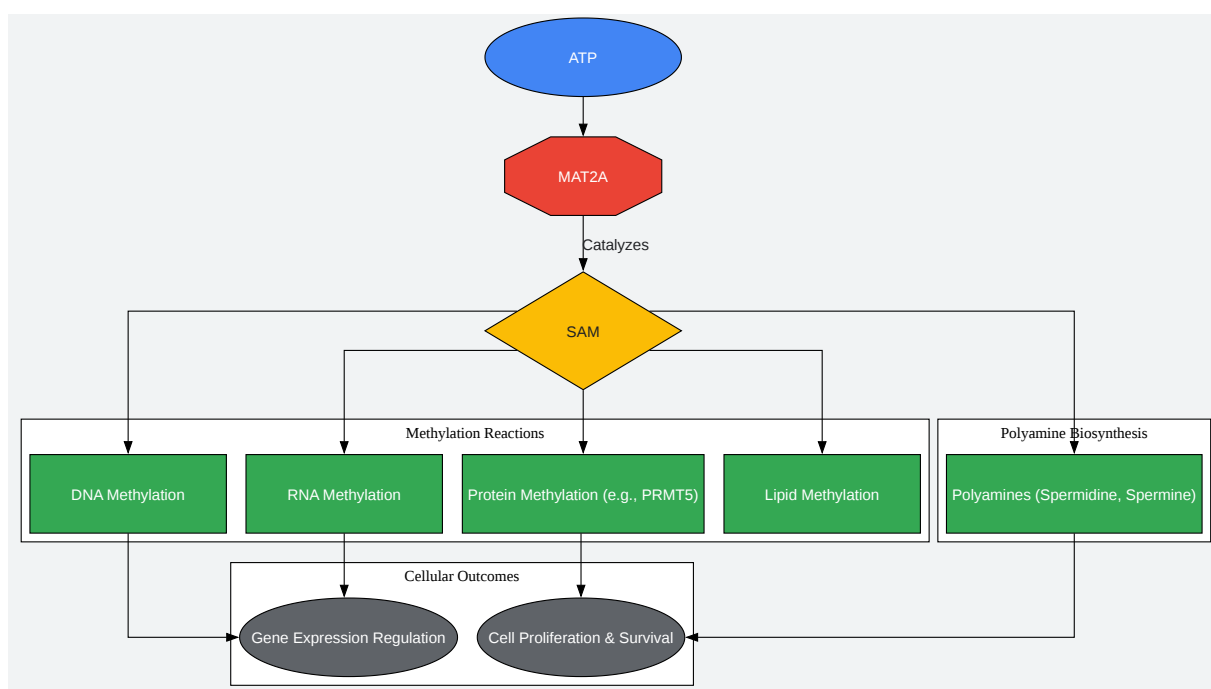 ATP
MAT2A
Catalyzes
SAM
Methylation Reactions
Polyamine Biosynthesis
DNA Methylation
RNA Methylation
Protein Methylation (e.g., PRMT5)
Lipid Methylation
Polyamines (Spermidine, Spermine)
Cellular Outcomes
Gene Expression Regulation
Cell Proliferation & Survival